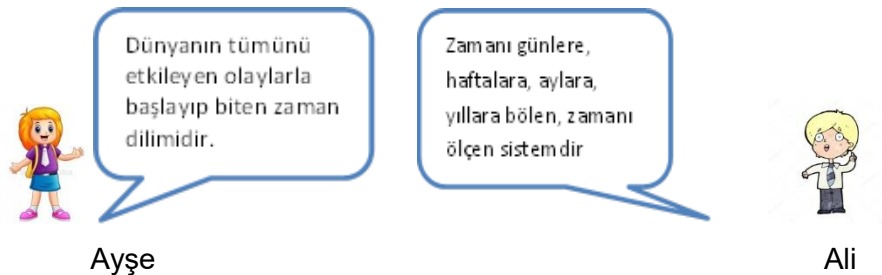 Dünyanın tümünü
etkileyen olaylarla
başlayıp biten zaman
dilimidir.
Zamanı günlere,
haftalara, aylara,
yıllara bölen, zamanı
ölçen sistemdir
Ayşe
Ali